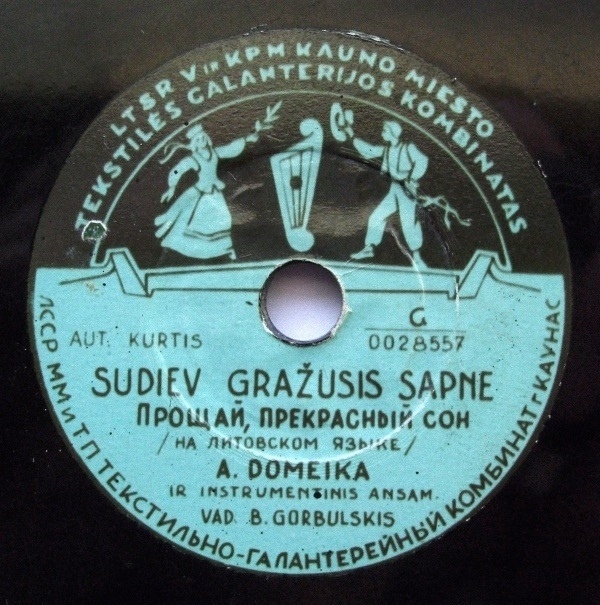 LTSR V ir KPM KAUNO MIESTO
TEKSTILĖS GALANTERIJOS KOMBINATAS
AUT. KURTIS
G
0028557
SUDIEV GRAŽUSIS SAPNE
ПРОЩАЙ, ПРЕКРАСНЫЙ СОН
/НА ЛИТОВСКОМ ЯЗЫКЕ/
A. DOMEIKA
IR INSTRUMENTINIS ANSAM.
VAD B. GORBULSKIS
ЛССР ММ и Т П ТЕКСТИЛЬНО-ГАЛАНТЕРЕЙНЫЙ КОМБИНАТ г КАУНАС